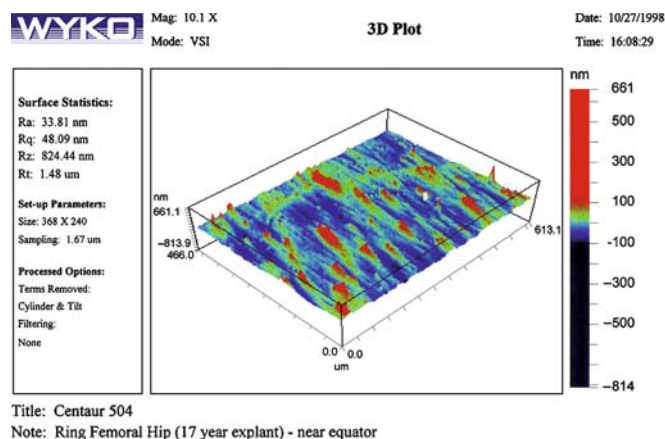 WYKO
Mag: 10.1 X
Mode: VSI
3D Plot
Date: 10/27/1998
Time: 16:08:29
Surface Statistics:
Ra: 33.81 nm
Rq: 48.09 nm
Rz: 824.44 nm
Rt: 1.48 um
Set-up Parameters:
Size: 368 X 240
Sampling: 1.67 um
Processed Options:
Terms Removed:
Cylinder & Tilt
Filtering:
None
nm
661.1
-813.9
466.0
613.1
0.0
0.0
um
nm
661
500
300
100
-100
-300
-500
-814
Title: Centaur 504
Note: Ring Femoral Hip (17 year explant) - near equator